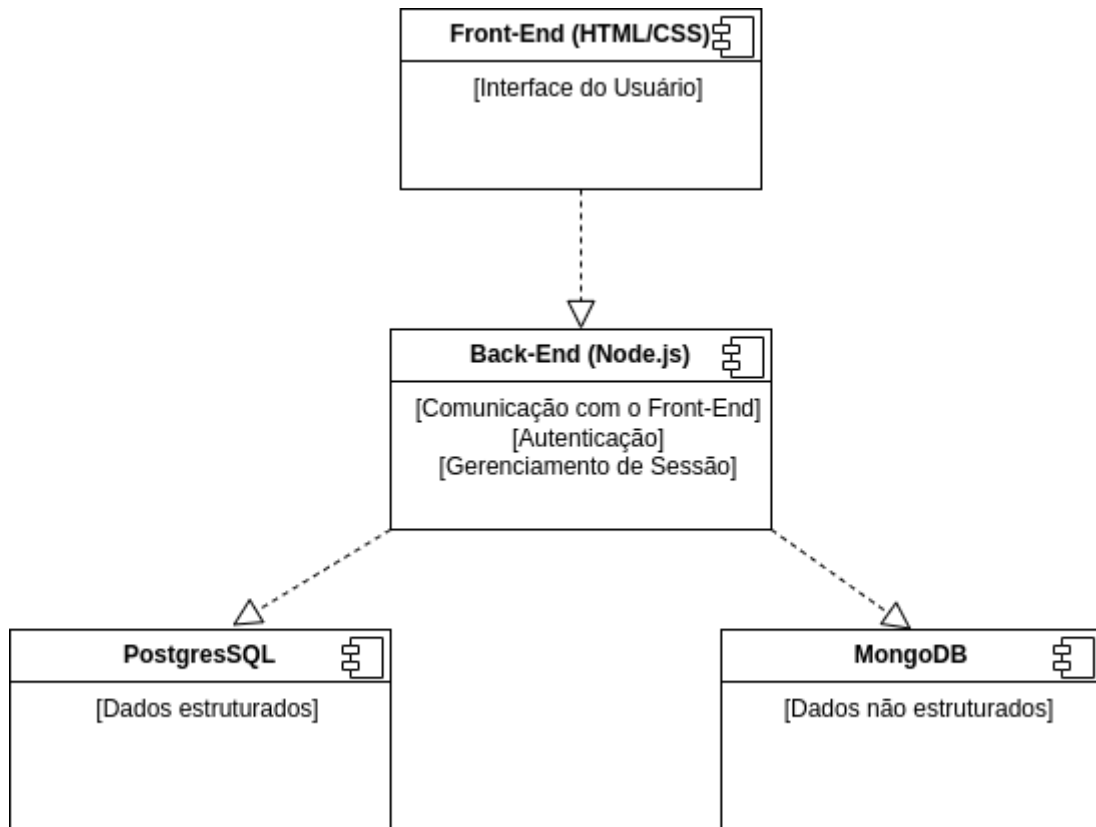 Front-End (HTML/CSS)
[Interface do Usuário]
Back-End (Node.js)
[Comunicação com o Front-End]
[Autenticação]
[Gerenciamento de Sessão]
PostgresSQL
[Dados estruturados]
MongoDB
[Dados não estruturados]